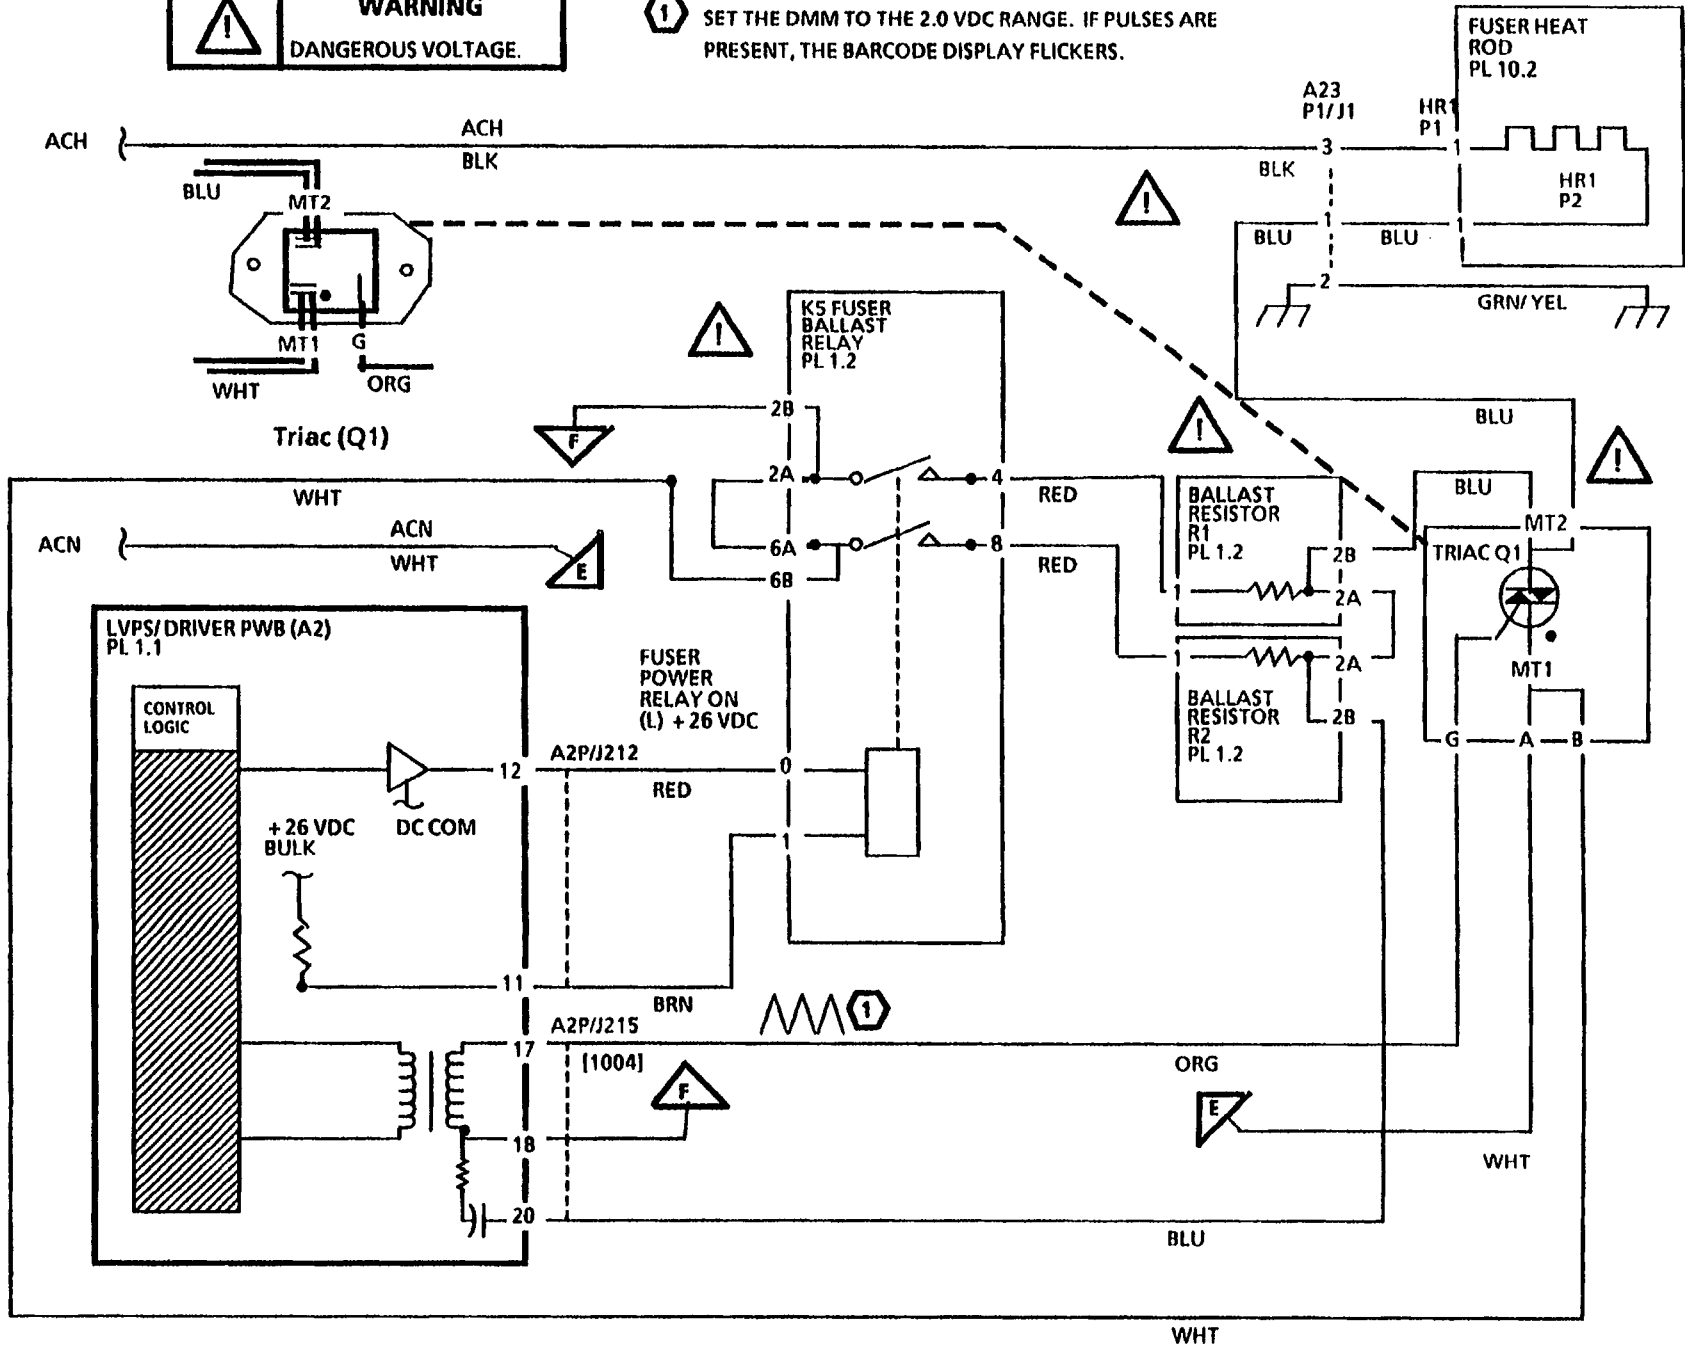 WARNING
DANGEROUS VOLTAGE.
1
SET THE DMM TO THE 2.0 VDC RANGE. IF PULSES ARE
PRESENT, THE BARCODE DISPLAY FLICKERS.
FUSER HEAT
ROD
PL 10.2
A23
P1/J1
HR1
P1
ACH
ACH
BLK
3
1
BLK
HR1
P2
BLU
MT2
1
BLU
BLU
2
GRN/YEL
MT1
G
WHT
ORG
Triac (Q1)
K5 FUSER
BALLAST
RELAY
PL 1.2
2B
F
BLU
2A
4
RED
WHT
6A
8
RED
6B
ACN
ACN
WHT
E
BALLAST
RESISTOR
R1
PL 1.2
2B
1
2A
BLU
MT2
TRIAC Q1
MT1
G
A
B
1
2A
BALLAST
RESISTOR
R2
PL 1.2
2B
LVPS/DRIVER PWB (A2)
PL 1.1
FUSER
POWER
RELAY ON
(L) +26 VDC
CONTROL
LOGIC
12
A2P/J212
RED
0
+26 VDC
BULK
DC COM
1
11
BRN
1
A2P/J215
17
[1004]
ORG
F
18
E
WHT
20
BLU
WHT